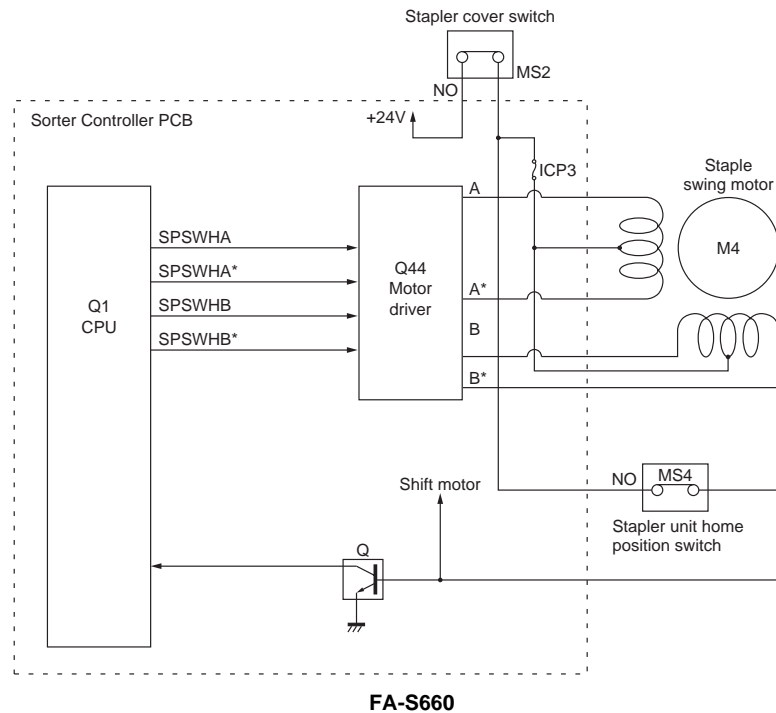 Stapler cover switch
MS2
NO
+24V
Sorter Controller PCB
ICP3
Staple
swing motor
A
M4
SPSWHA
SPSWHA*
SPSWHB
SPSWHB*
Q1
CPU
Q44
Motor
driver
A*
B
B*
NO
MS4
Shift motor
Stapler unit home
position switch
Q
FA-S660